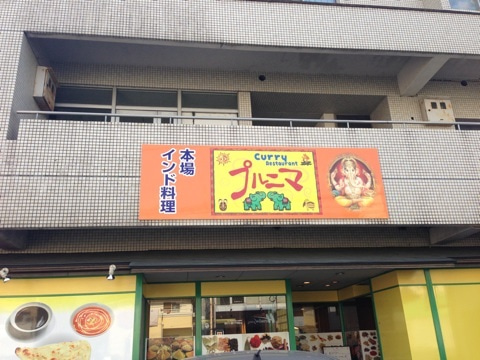 本場
インド料理
Curry
Restaurant
プルニマ